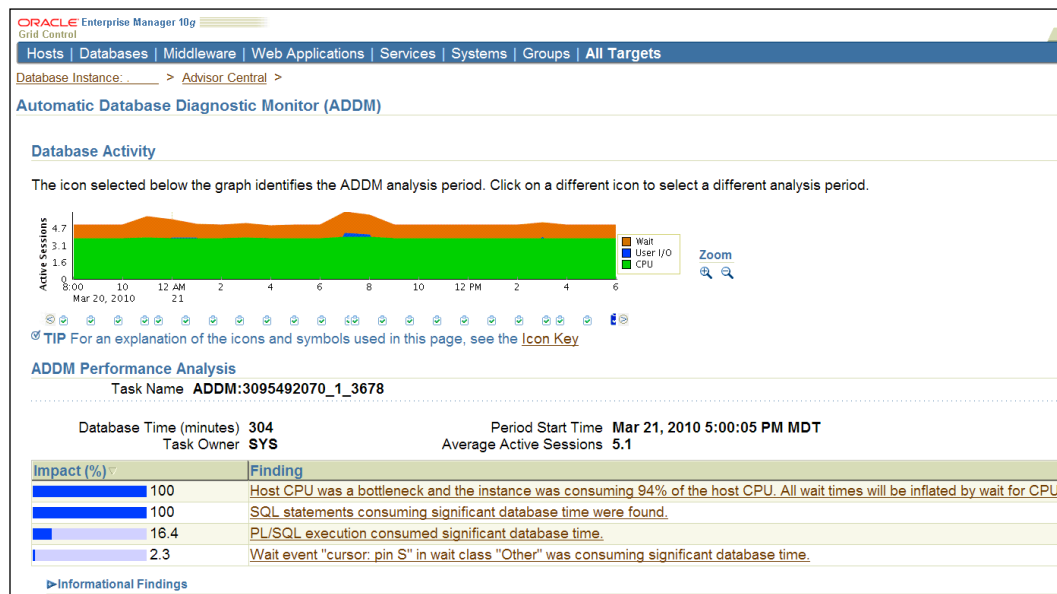 ORACLE Enterprise Manager 10g
Grid Control
Hosts | Databases | Middleware | Web Applications | Services | Systems | Groups | All Targets
Database Instance: . > Advisor Central >
Automatic Database Diagnostic Monitor (ADDM)
Database Activity
The icon selected below the graph identifies the ADDM analysis period. Click on a different icon to select a different analysis period.
Active Sessions
4.7
3.1
1.6
0
Wait
User I/O
CPU
Zoom
8:00 10 12 AM 2 4 6 8 10 12 PM 2 4 6
Mar 20, 2010 21
TIP For an explanation of the icons and symbols used in this page, see the Icon Key
ADDM Performance Analysis
Task Name ADDM:3095492070_1_3678
Database Time (minutes) 304 Period Start Time Mar 21, 2010 5:00:05 PM MDT
Task Owner SYS Average Active Sessions 5.1
Impact (%) Finding
100 Host CPU was a bottleneck and the instance was consuming 94% of the host CPU. All wait times will be inflated by wait for CPU
100 SQL statements consuming significant database time were found.
16.4 PL/SQL execution consumed significant database time.
2.3 Wait event "cursor: pin S" in wait class "Other" was consuming significant database time.
Informational Findings